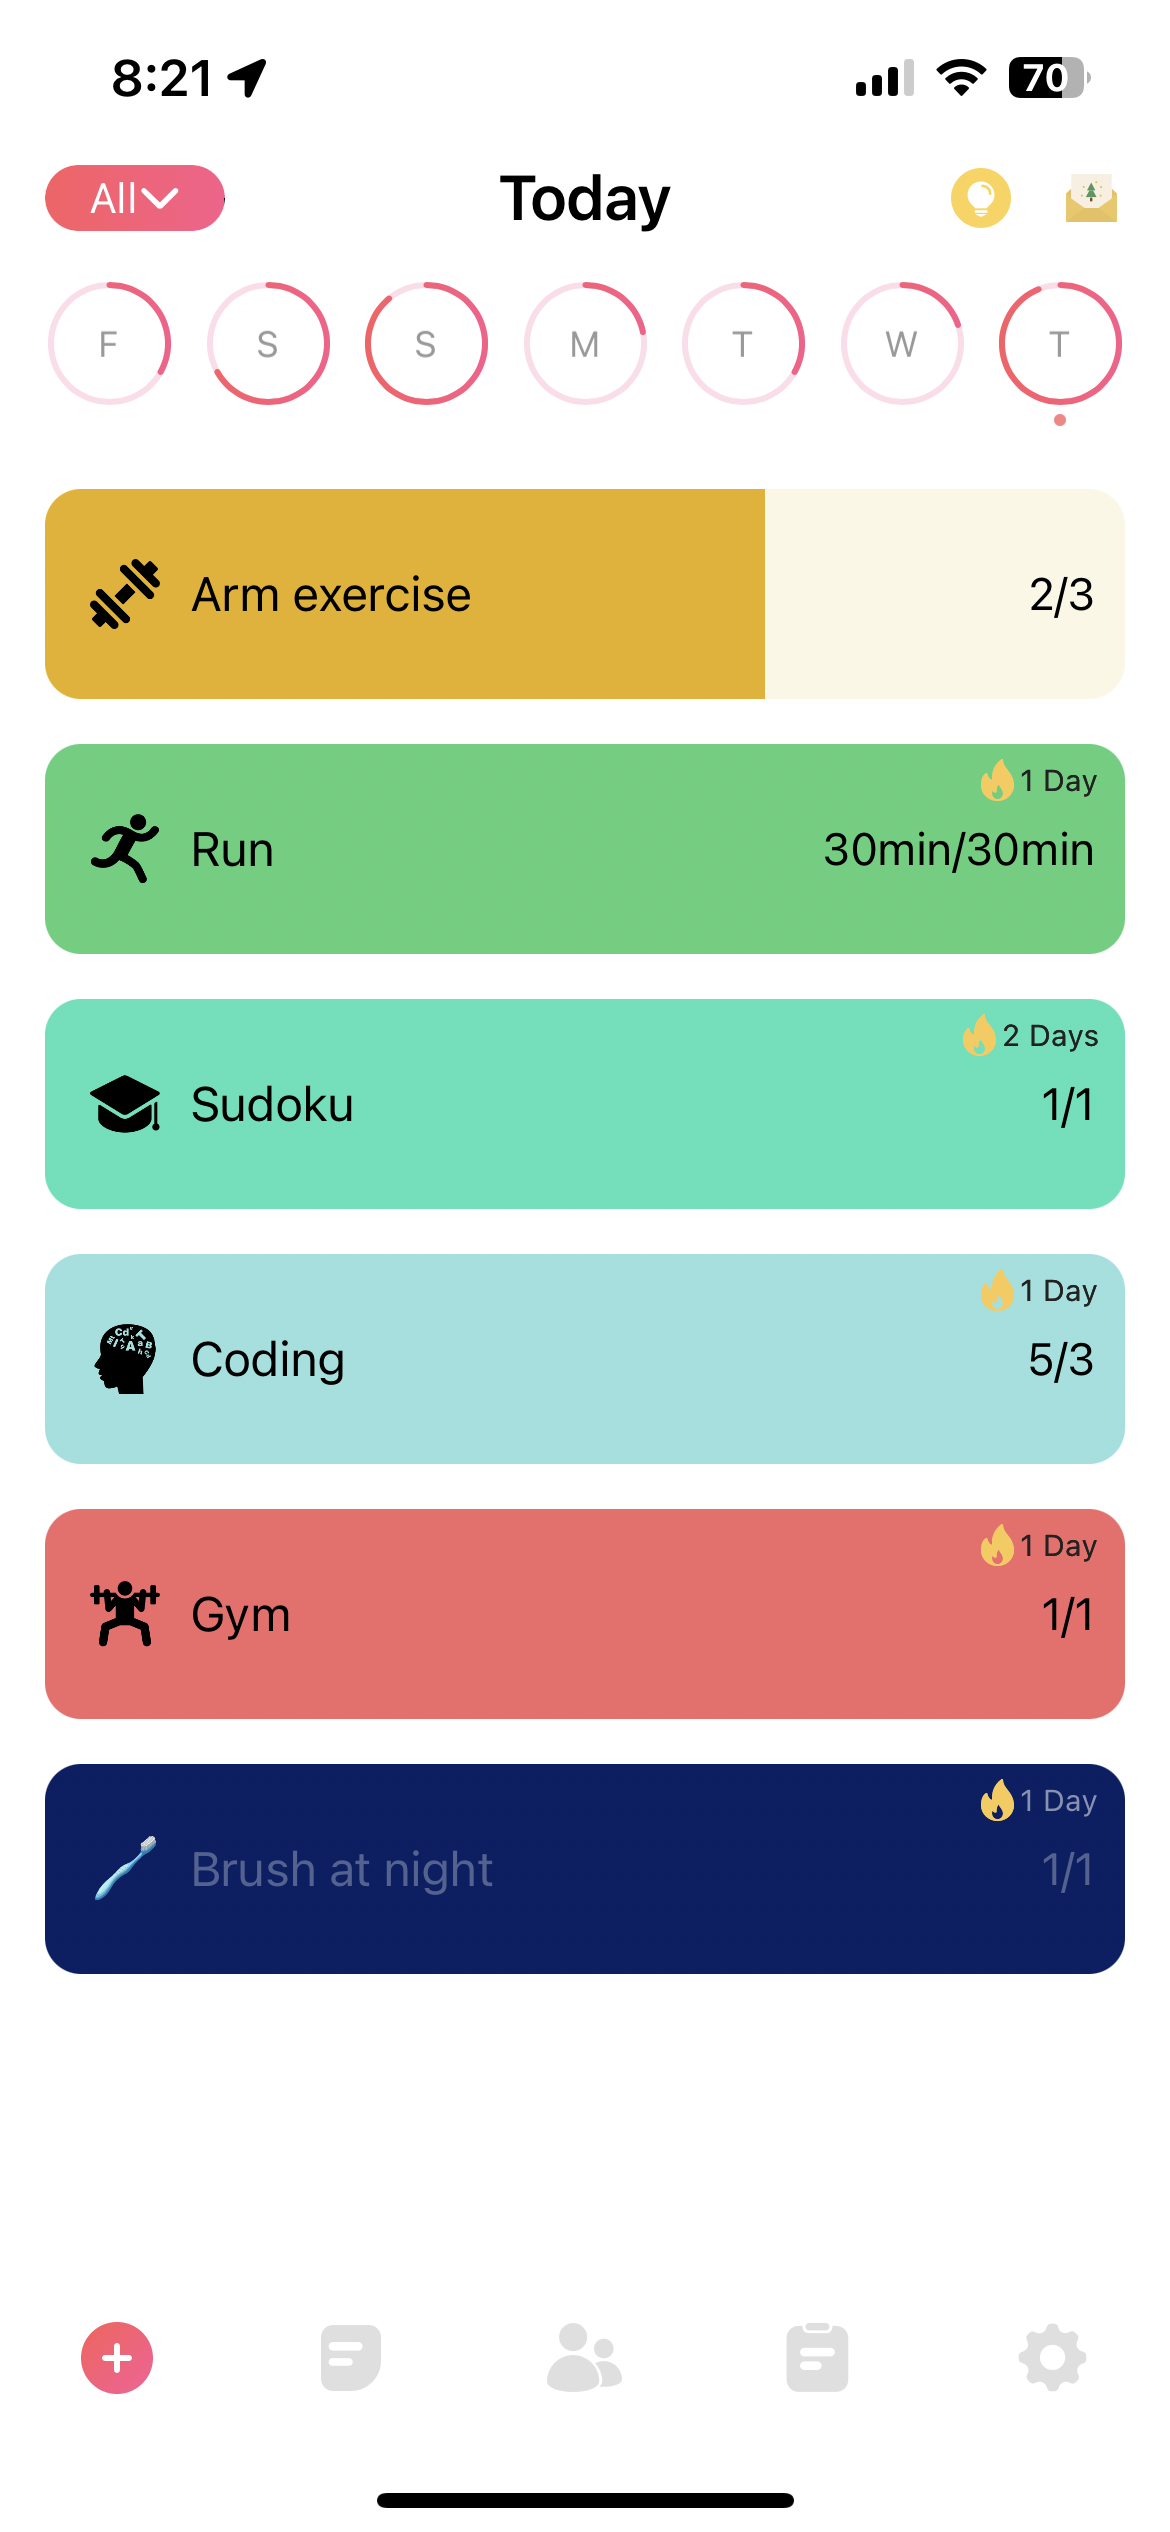 8:21
70
All
Today
F S S M T W T
Arm exercise
2/3
1 Day
Run
30min/30min
2 Days
Sudoku
1/1
1 Day
Coding
5/3
1 Day
Gym
1/1
1 Day
Brush at night
1/1